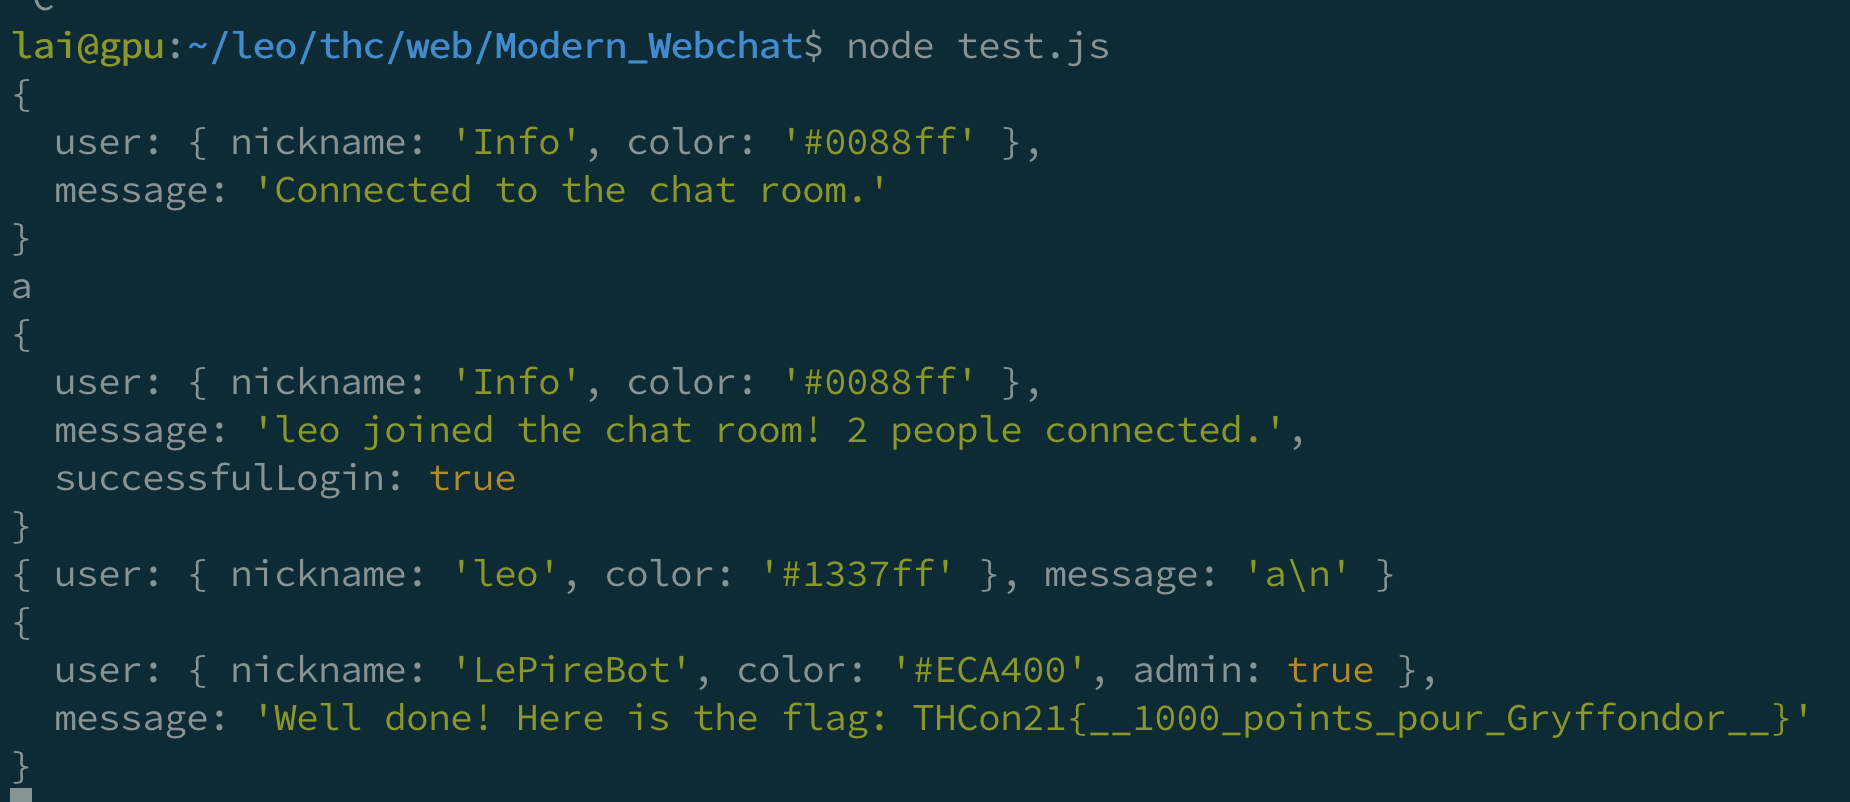 lai@gpu:~/leo/thc/web/Modern_Webchat$ node test.js
{
  user: { nickname: 'Info', color: '#0088ff' },
  message: 'Connected to the chat room.'
}
a
{
  user: { nickname: 'Info', color: '#0088ff' },
  message: 'leo joined the chat room! 2 people connected.',
  successfulLogin: true
}
{ user: { nickname: 'leo', color: '#1337ff' }, message: 'a\n' }
{
  user: { nickname: 'LePireBot', color: '#ECA400', admin: true },
  message: 'Well done! Here is the flag: THCon21{__1000_points_pour_Gryffondor__}'
}